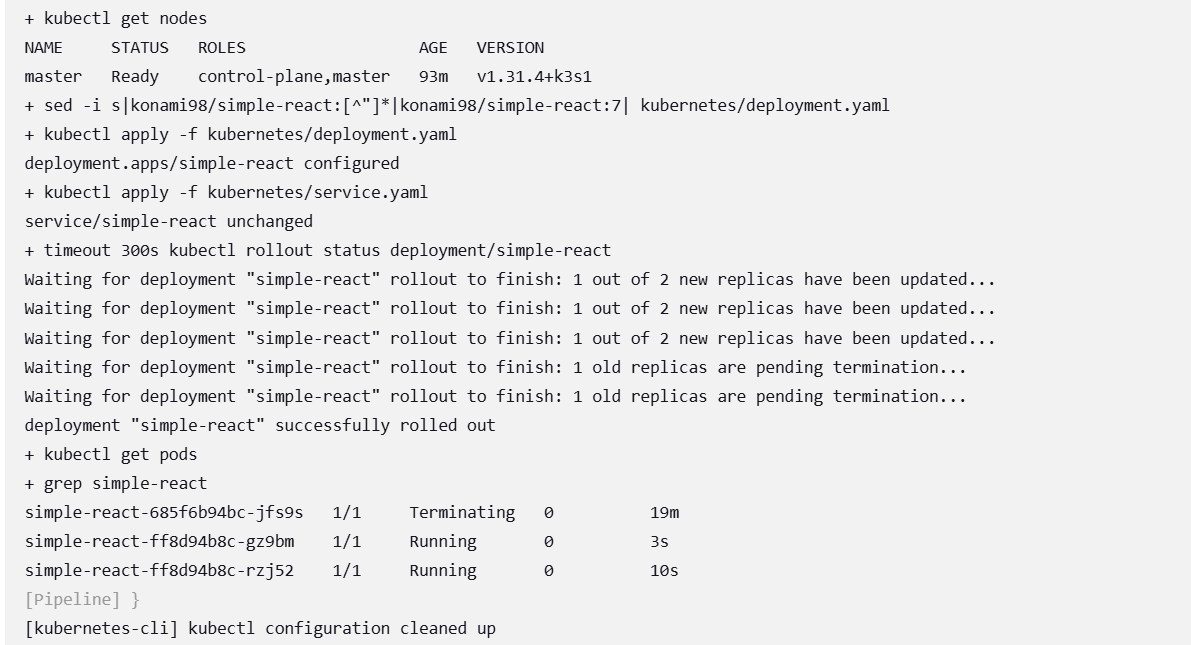 + kubectl get nodes
NAME     STATUS   ROLES                  AGE   VERSION
master   Ready    control-plane,master   93m   v1.31.4+k3s1
+ sed -i s|konami98/simple-react:[^"]*|konami98/simple-react:7| kubernetes/deployment.yaml
+ kubectl apply -f kubernetes/deployment.yaml
deployment.apps/simple-react configured
+ kubectl apply -f kubernetes/service.yaml
service/simple-react unchanged
+ timeout 300s kubectl rollout status deployment/simple-react
Waiting for deployment "simple-react" rollout to finish: 1 out of 2 new replicas have been updated...
Waiting for deployment "simple-react" rollout to finish: 1 out of 2 new replicas have been updated...
Waiting for deployment "simple-react" rollout to finish: 1 out of 2 new replicas have been updated...
Waiting for deployment "simple-react" rollout to finish: 1 old replicas are pending termination...
Waiting for deployment "simple-react" rollout to finish: 1 old replicas are pending termination...
deployment "simple-react" successfully rolled out
+ kubectl get pods
+ grep simple-react
simple-react-685f6b94bc-jfs9s   1/1     Terminating   0          19m
simple-react-ff8d94b8c-gz9bm    1/1     Running       0          3s
simple-react-ff8d94b8c-rzj52    1/1     Running       0          10s
[Pipeline] }
[kubernetes-cli] kubectl configuration cleaned up